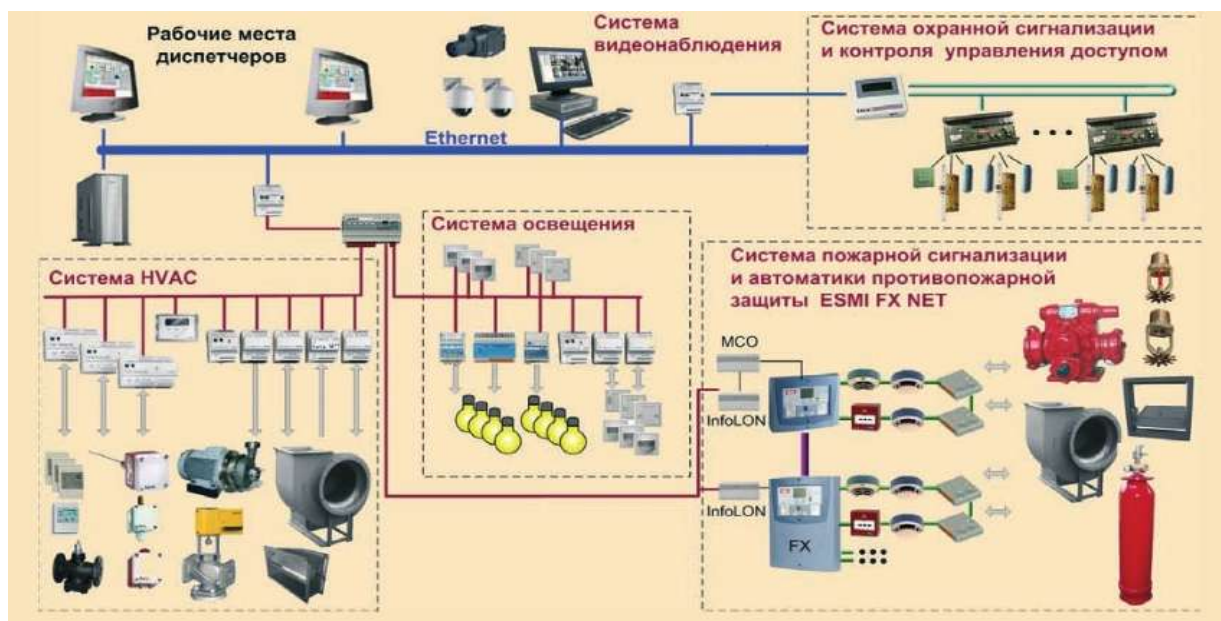 Рабочие места
диспетчеров
Система
видеонаблюдения
Система охранной сигнализации
и контроля управления доступом
Ethernet
Система HVAC
Система освещения
Система пожарной сигнализации
и автоматики противопожарной
защиты ESMI FX NET
MCO
InfoLON
InfoLON
FX